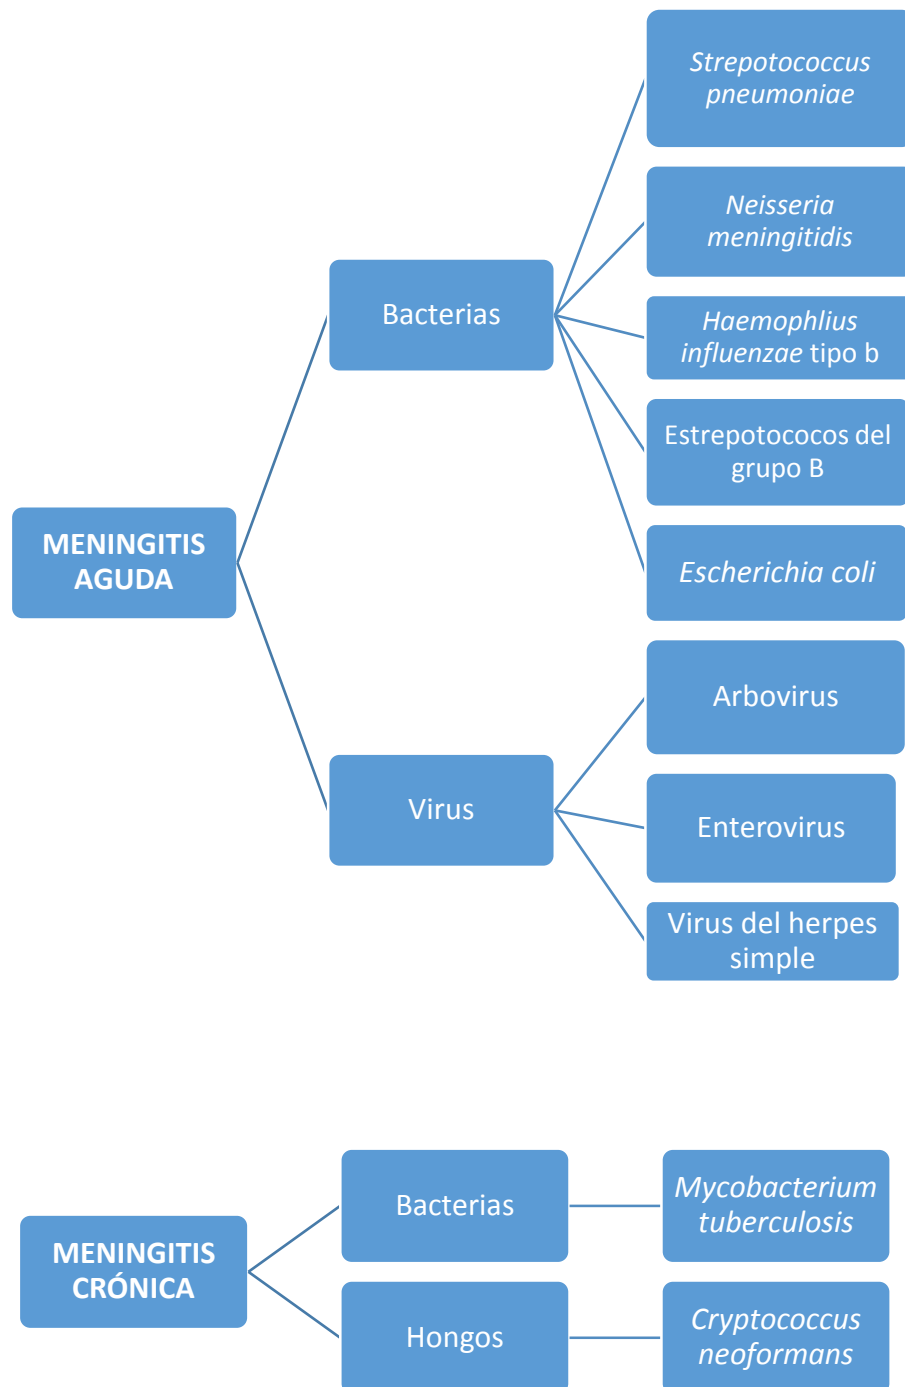 Strepotococcus
pneumoniae
Neisseria
meningitidis
Bacterias
Haemophlius
influenzae tipo b
Estrepotococos del
grupo B
MENINGITIS
AGUDA
Escherichia coli
Arbovirus
Virus
Enterovirus
Virus del herpes
simple
MENINGITIS
CRÓNICA
Bacterias
Mycobacterium
tuberculosis
Hongos
Cryptococcus
neoformans